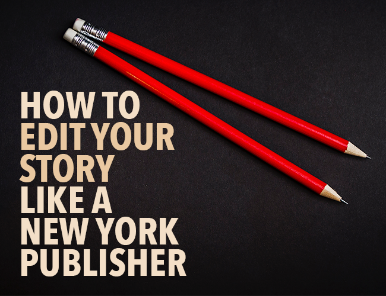 HOW TO
EDIT YOUR
STORY
LIKE A
NEW YORK
PUBLISHER